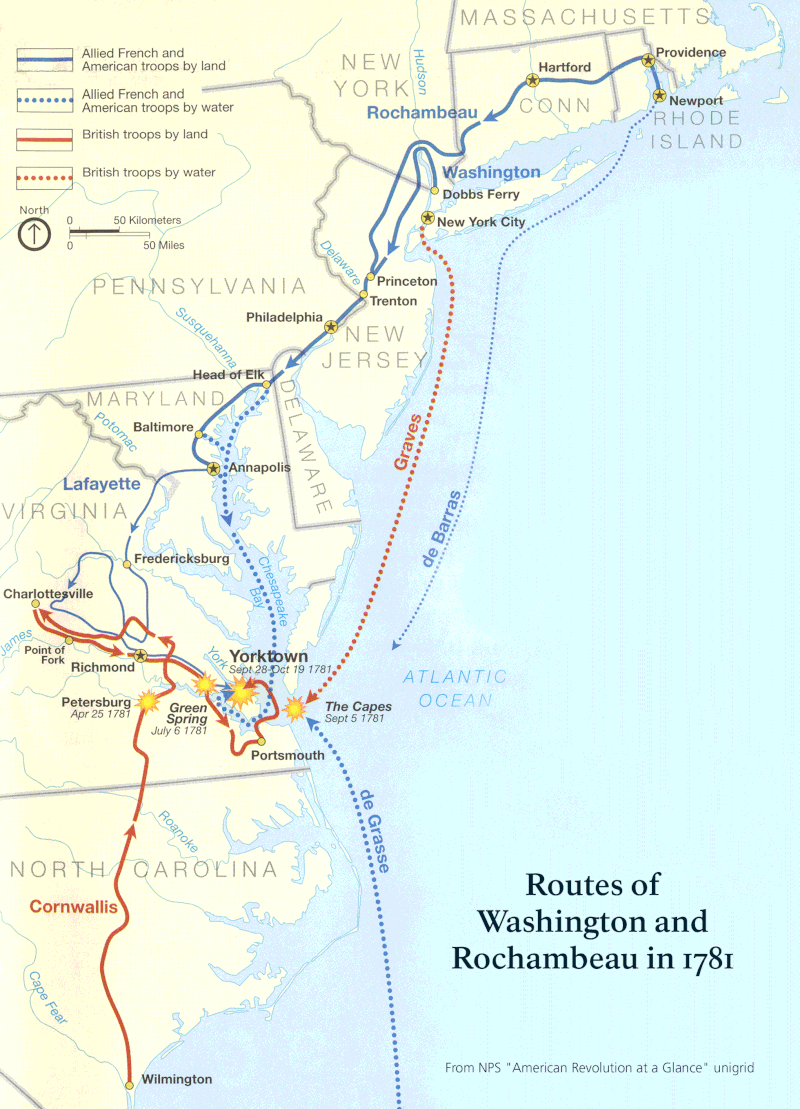 MASSACHUSETTS
Allied French and
American troops by land
Allied French and
American troops by water
British troops by land
British troops by water
North
0 50 Kilometers
0 50 Miles
NEW
YORK
Hudson
Providence
Hartford
CONN
Newport
RHODE
ISLAND
Rochambeau
Washington
Dobbs Ferry
New York City
Delaware
Princeton
Trenton
PENNSYLVANIA
Philadelphia
NEW
JERSEY
Susquehanna
Head of Elk
MARYLAND
DELAWARE
Potomac
Baltimore
Annapolis
Graves
Lafayette
VIRGINIA
de Barras
Fredericksburg
Chesapeake
Bay
Charlottesville
James
Point of
Fork
Richmond
York
Yorktown
Sept 28-Oct 19 1781
ATLANTIC
OCEAN
Petersburg
Apr 25 1781
Green
Spring
July 6 1781
The Capes
Sept 5 1781
Portsmouth
de Grasse
Roanoke
NORTH CAROLINA
Cornwallis
Cape Fear
Wilmington
Routes of
Washington and
Rochambeau in 1781
From NPS "American Revolution at a Glance" unigrid